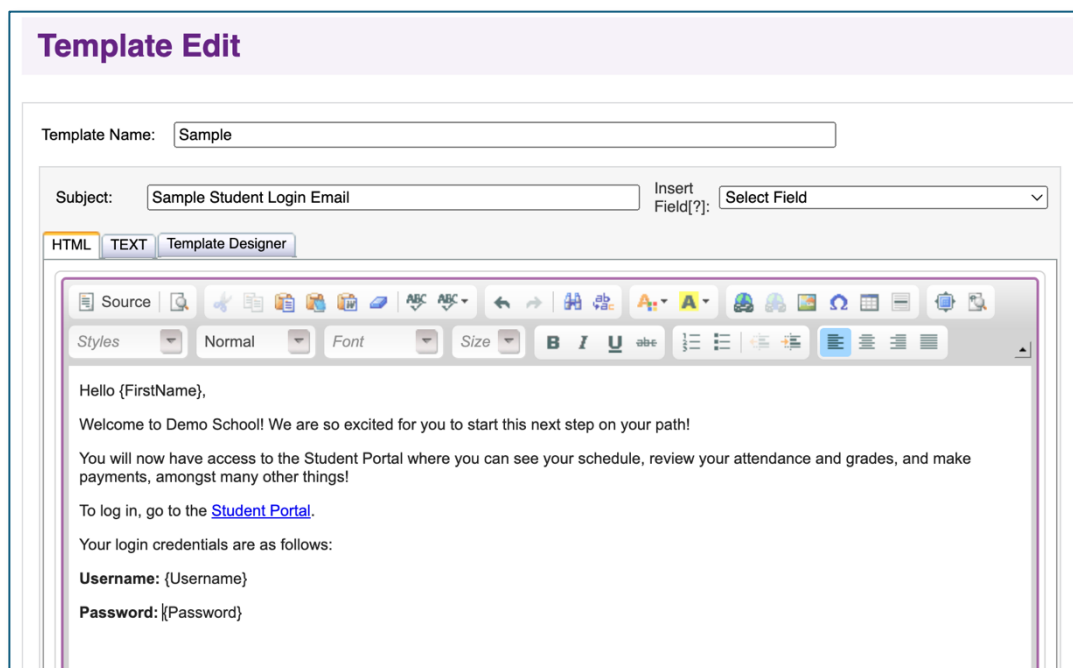 Template Edit
Template Name: Sample
Subject: Sample Student Login Email Insert Field[?]: Select Field
HTML TEXT Template Designer
Source ABC ABC
Styles Normal Font Size B I U abc
Hello {FirstName},
Welcome to Demo School! We are so excited for you to start this next step on your path!
You will now have access to the Student Portal where you can see your schedule, review your attendance and grades, and make
payments, amongst many other things!
To log in, go to the Student Portal.
Your login credentials are as follows:
Username: {Username}
Password: {Password}